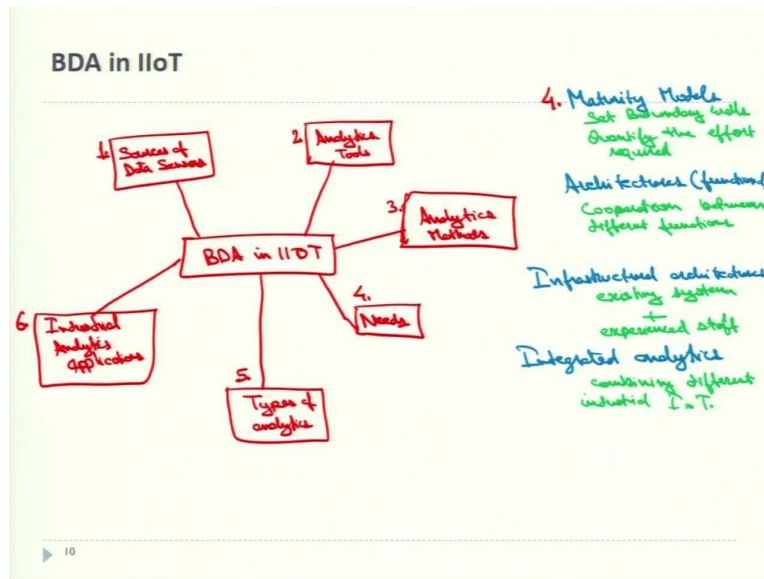 BDA in IIoT
1. Sources of
Data Sensors
2. Analytics
Tools
3. Analytics
Methods
BDA in IIOT
4.
Needs
5.
Types of
analytics
6. Industrial
Analytics
Applications
4. Maturity Models
Set Boundary
Quantify the effort
required
Architectures (functional
Cooperation between
different functions
Infrastructural architectures
existing system
+
experienced staff
Integrated analytics
combining different
industrial I.T.
10